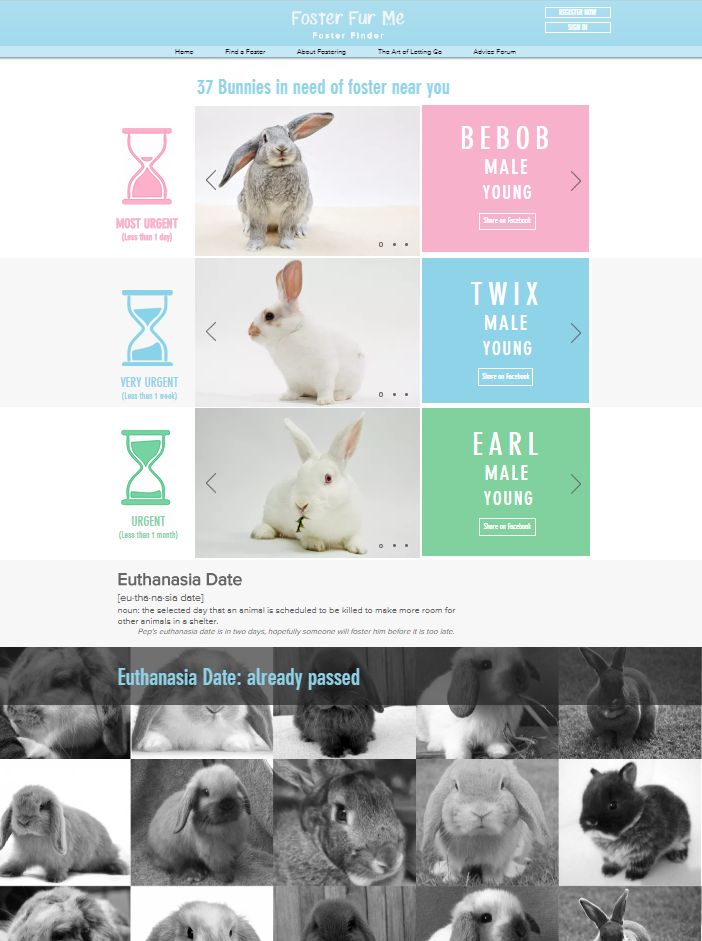 Foster Fur Me
Foster Finder
REGISTER NOW
SIGN IN
Home Find a Foster About Fostering The Art of Letting Go Advice Forum
37 Bunnies in need of foster near you
MOST URGENT
(Less than 1 day)
BEBOB
MALE
YOUNG
Share on Facebook
VERY URGENT
(Less than 1 week)
TWIX
MALE
YOUNG
Share on Facebook
URGENT
(Less than 1 month)
EARL
MALE
YOUNG
Share on Facebook
Euthanasia Date
[eu·tha·na·sia date]
noun: the selected day that an animal is scheduled to be killed to make more room for
other animals in a shelter.
Pep's euthanasia date is in two days, hopefully someone will foster him before it is too late.
Euthanasia Date: already passed